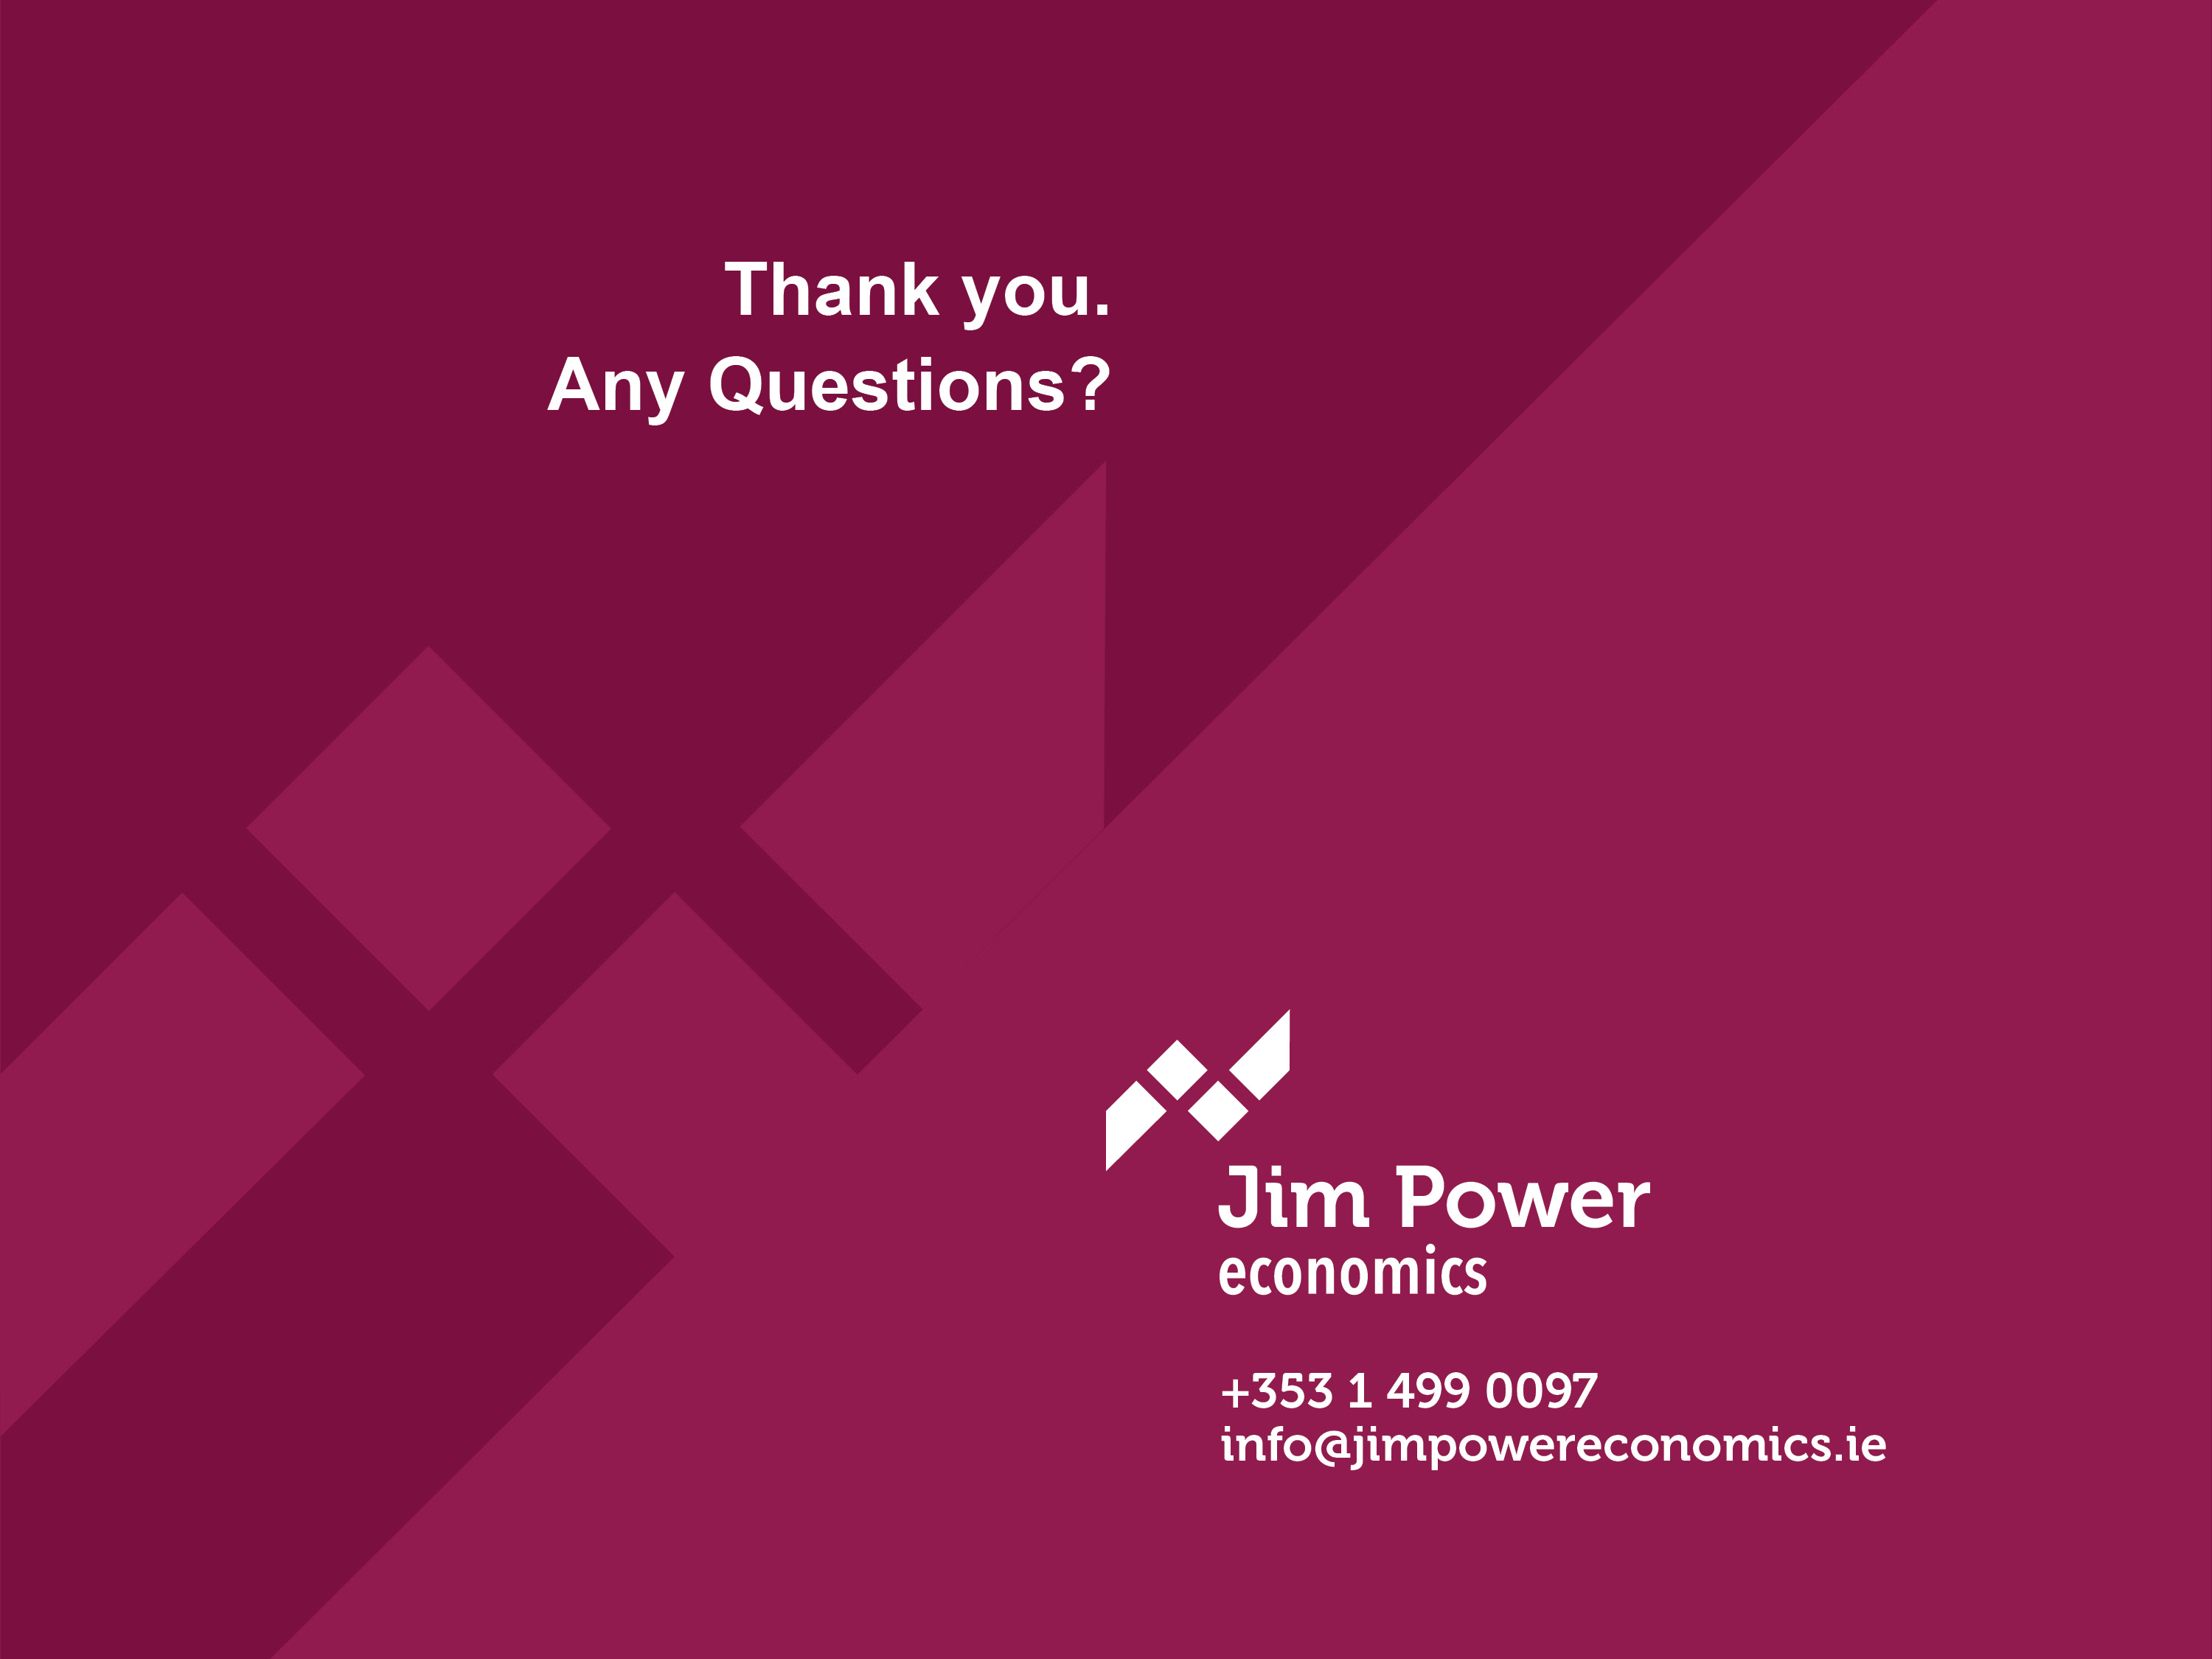 Thank you.
Any Questions?
Jim Power
economics
+353 1 499 0097
info@jimpowereconomics.ie